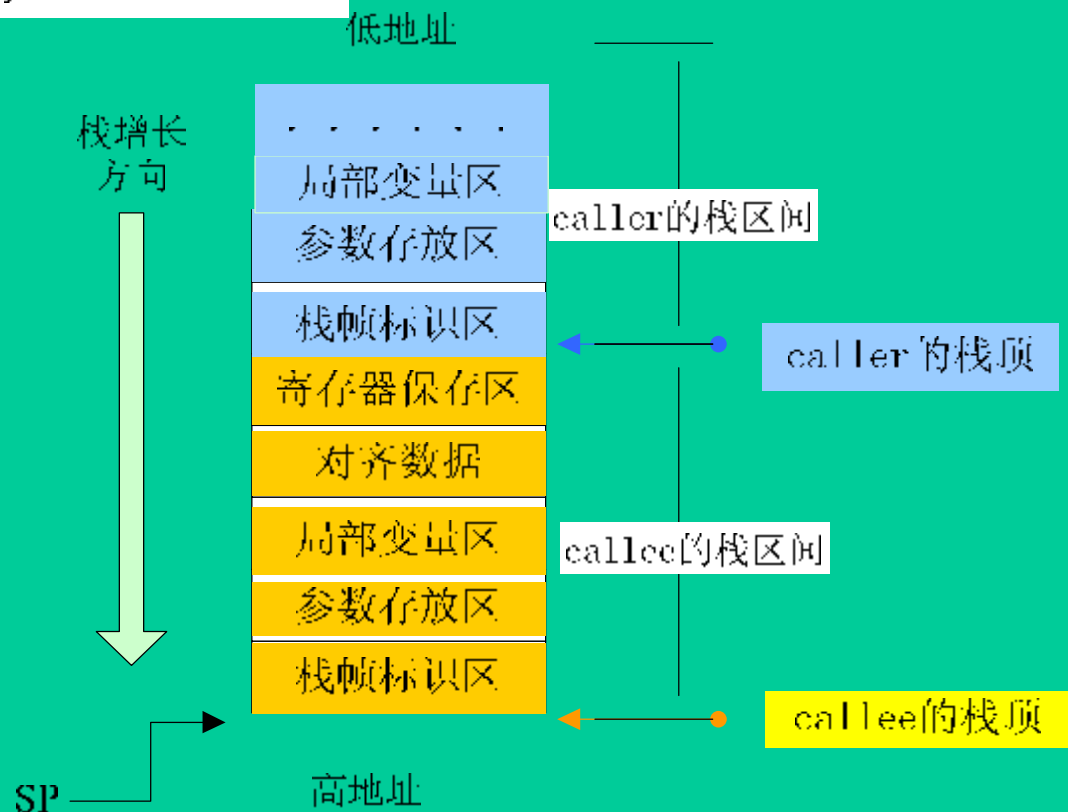 低地址
栈增长
方向
......
局部变量区
caller的栈区间
参数存放区
栈帧标识区
caller的栈顶
寄存器保存区
对齐数据
局部变量区
callee的栈区间
参数存放区
栈帧标识区
callee的栈顶
高地址
SP